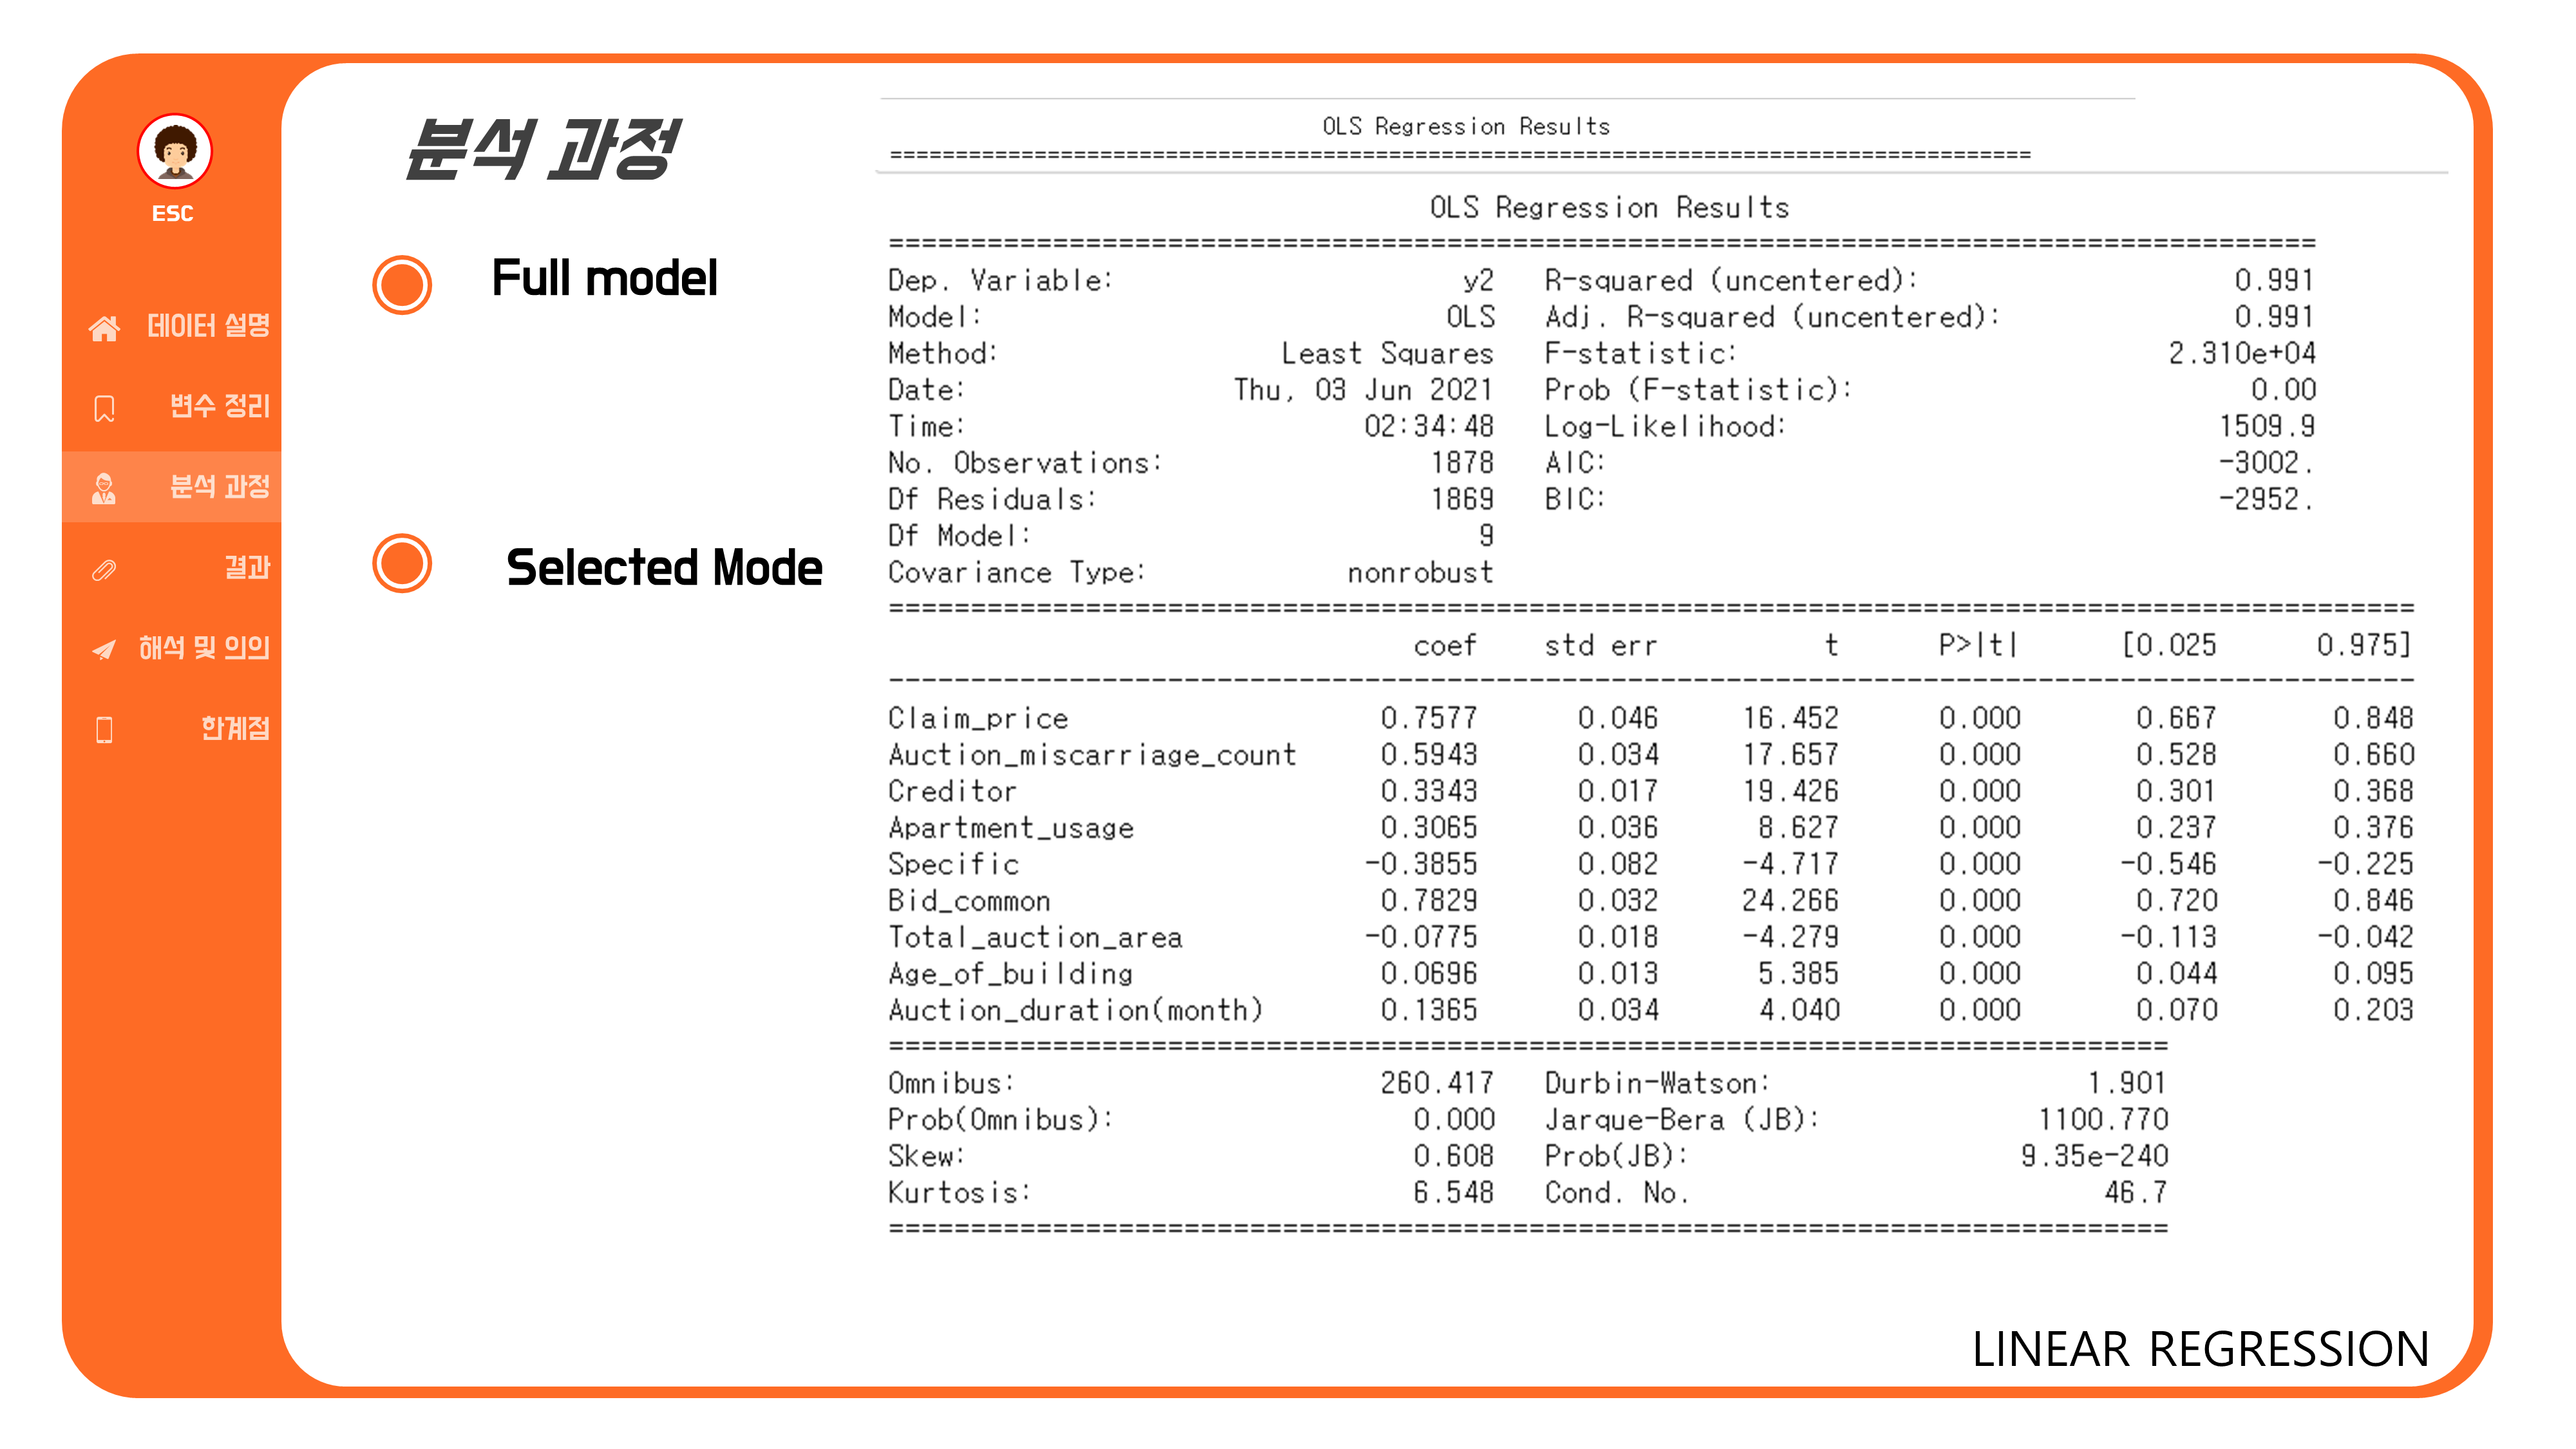 ESC
데이터 설명
변수 정리
분석 과정
결과
해석 및 의의
한계점
분석 과정
Full model
Selected Mode
OLS Regression Results
==============================================================================
OLS Regression Results
==============================================================================
Dep. Variable: y2 R-squared (uncentered): 0.991
Model: OLS Adj. R-squared (uncentered): 0.991
Method: Least Squares F-statistic: 2.310e+04
Date: Thu, 03 Jun 2021 Prob (F-statistic): 0.00
Time: 02:34:48 Log-Likelihood: 1509.9
No. Observations: 1878 AIC: -3002.
Df Residuals: 1869 BIC: -2952.
Df Model: 9
Covariance Type: nonrobust
==============================================================================
coef std err t P>|t| [0.025 0.975]
------------------------------------------------------------------------------
Claim_price 0.7577 0.046 16.452 0.000 0.667 0.848
Auction_miscarriage_count 0.5943 0.034 17.657 0.000 0.528 0.660
Creditor 0.3343 0.017 19.426 0.000 0.301 0.368
Apartment_usage 0.3065 0.036 8.627 0.000 0.237 0.376
Specific -0.3855 0.082 -4.717 0.000 -0.546 -0.225
Bid_common 0.7829 0.032 24.266 0.000 0.720 0.846
Total_auction_area -0.0775 0.018 -4.279 0.000 -0.113 -0.042
Age_of_building 0.0696 0.013 5.385 0.000 0.044 0.095
Auction_duration(month) 0.1365 0.034 4.040 0.000 0.070 0.203
==============================================================================
Omnibus: 260.417 Durbin-Watson: 1.901
Prob(Omnibus): 0.000 Jarque-Bera (JB): 1100.770
Skew: 0.608 Prob(JB): 9.35e-240
Kurtosis: 6.548 Cond. No. 46.7
==============================================================================
LINEAR REGRESSION